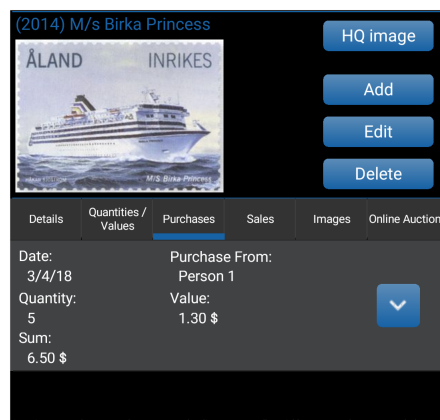 (2014) M/s Birka Princess
HQ image
ÅLAND INRIKES
Add
Edit
M/S Birka Princess
Delete
Details
Quantities / Values
Purchases
Sales
Images
Online Auction
Date:
3/4/18
Purchase From:
Person 1
Quantity:
5
Value:
1.30 $
Sum:
6.50 $